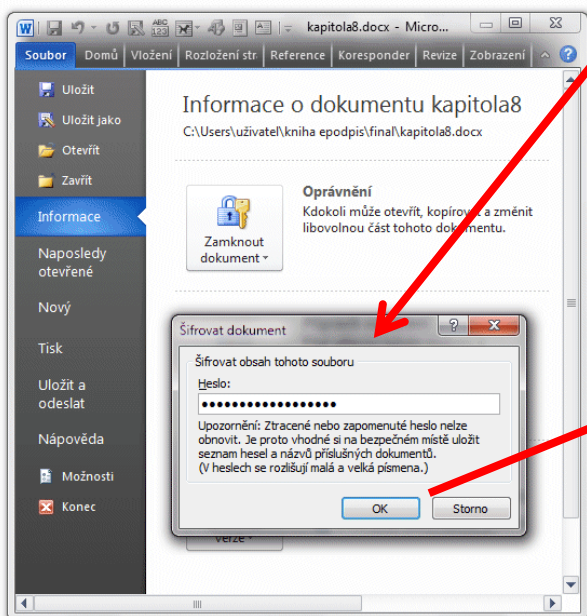 kapitola8.docx - Micro...
Soubor Domů Vložení Rozložení str Reference Koresponder Revize Zobrazení
Uložit
Uložit jako
Otevřít
Zavřít
Informace
Naposledy
otevřené
Nový
Tisk
Uložit a
odeslat
Nápověda
Možnosti
Konec
Informace o dokumentu kapitola8
C:\Users\uživatel\kniha epodpis\final\kapitola8.docx
Zamknout
dokument
Oprávnění
Kdokoli může otevřít, kopírovat a změnit
libovolnou část tohoto dokumentu.
Šifrovat dokument
Šifrovat obsah tohoto souboru
Heslo:
••••••••••••••••••
Upozornění: Ztracené nebo zapomenuté heslo nelze
obnovit. Je proto vhodné si na bezpečném místě uložit
seznam hesel a názvů příslušných dokumentů.
(V heslech se rozlišují malá a velká písmena.)
OK Storno
verze